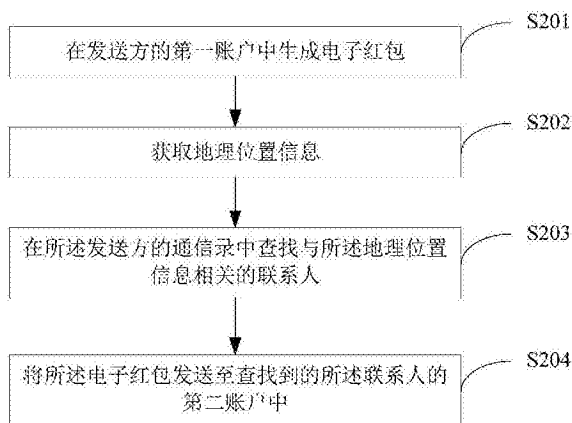 在发送方的第一账户中生成电子红包
S201
获取地理位置信息
S202
在所述发送方的通信录中查找与所述地理位置
信息相关的联系人
S203
将所述电子红包发送至查找到的所述联系人的
第二账户中
S204